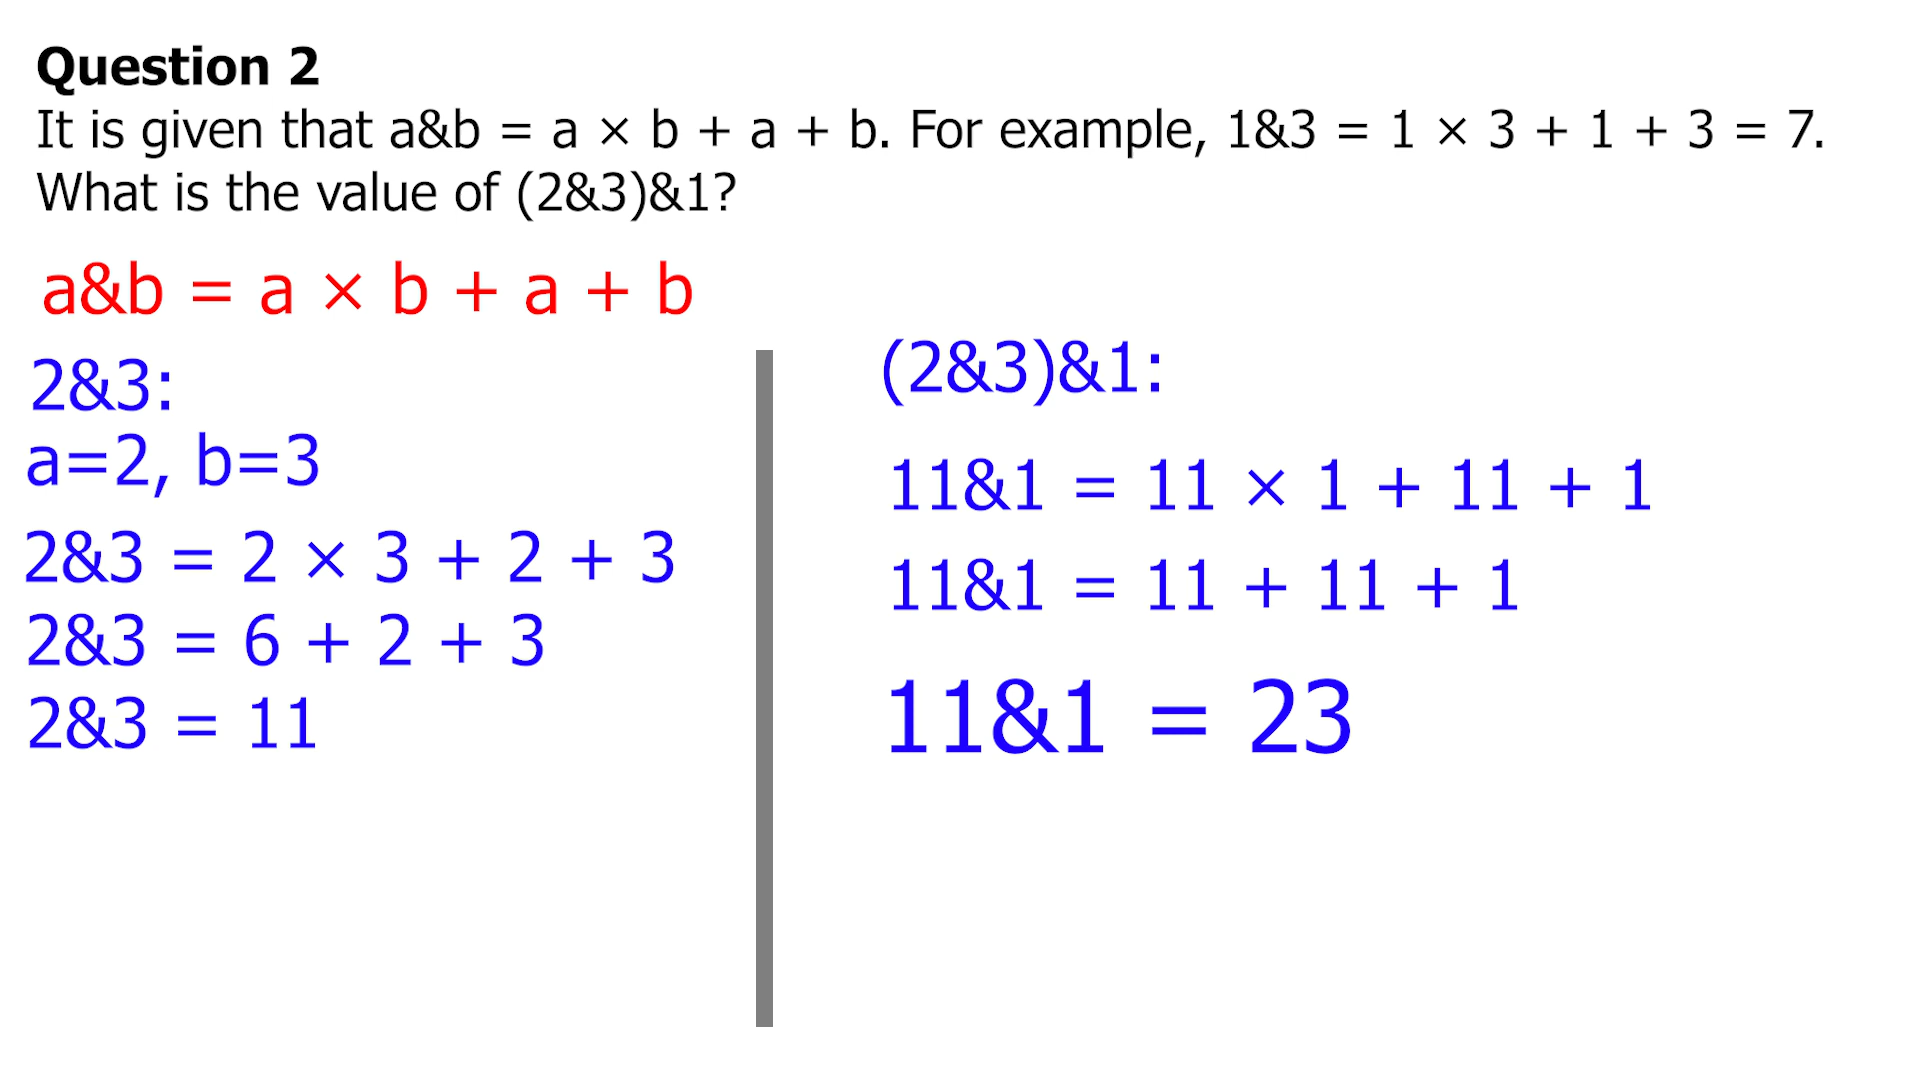 Question 2
It is given that a&b = a × b + a + b. For example, 1&3 = 1 × 3 + 1 + 3 = 7.
What is the value of (2&3)&1?
a&b = a × b + a + b
2&3:
a=2, b=3
2&3 = 2 × 3 + 2 + 3
2&3 = 6 + 2 + 3
2&3 = 11
(2&3)&1:
11&1 = 11 × 1 + 11 + 1
11&1 = 11 + 11 + 1
11&1 = 23